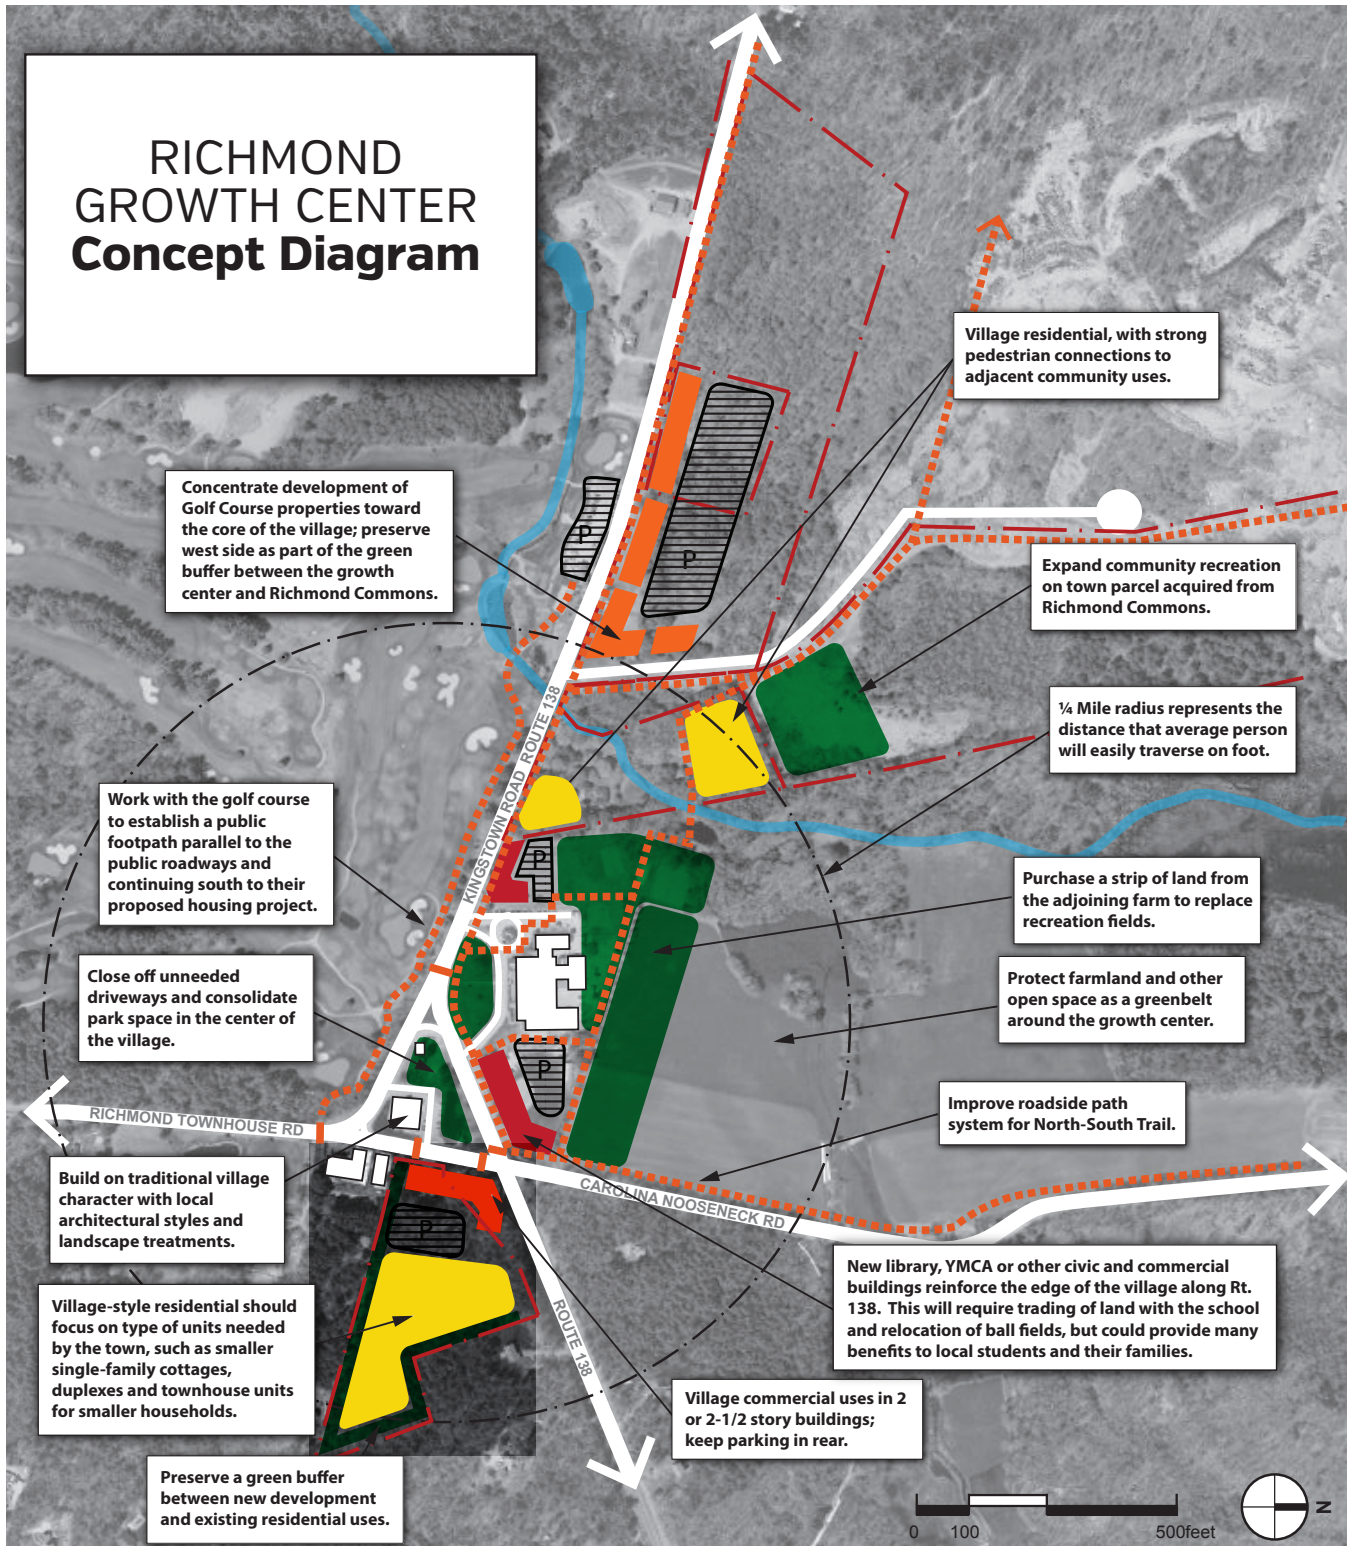 RICHMOND
GROWTH CENTER
Concept Diagram
Village residential, with strong
pedestrian connections to
adjacent community uses.
Concentrate development of
Golf Course properties toward
the core of the village; preserve
west side as part of the green
buffer between the growth
center and Richmond Commons.
P
P
Expand community recreation
on town parcel acquired from
Richmond Commons.
¼ Mile radius represents the
distance that average person
will easily traverse on foot.
KINGSTOWN ROAD ROUTE 138
Work with the golf course
to establish a public
footpath parallel to the
public roadways and
continuing south to their
proposed housing project.
P
Purchase a strip of land from
the adjoining farm to replace
recreation fields.
Close off unneeded
driveways and consolidate
park space in the center of
the village.
Protect farmland and other
open space as a greenbelt
around the growth center.
P
RICHMOND TOWNHOUSE RD
Improve roadside path
system for North-South Trail.
Build on traditional village
character with local
architectural styles and
landscape treatments.
CAROLINA NOOSENECK RD
P
New library, YMCA or other civic and commercial
buildings reinforce the edge of the village along Rt.
138. This will require trading of land with the school
and relocation of ball fields, but could provide many
benefits to local students and their families.
Village-style residential should
focus on type of units needed
by the town, such as smaller
single-family cottages,
duplexes and townhouse units
for smaller households.
ROUTE 138
Village commercial uses in 2
or 2-1/2 story buildings;
keep parking in rear.
Preserve a green buffer
between new development
and existing residential uses.
0 100 500feet
N